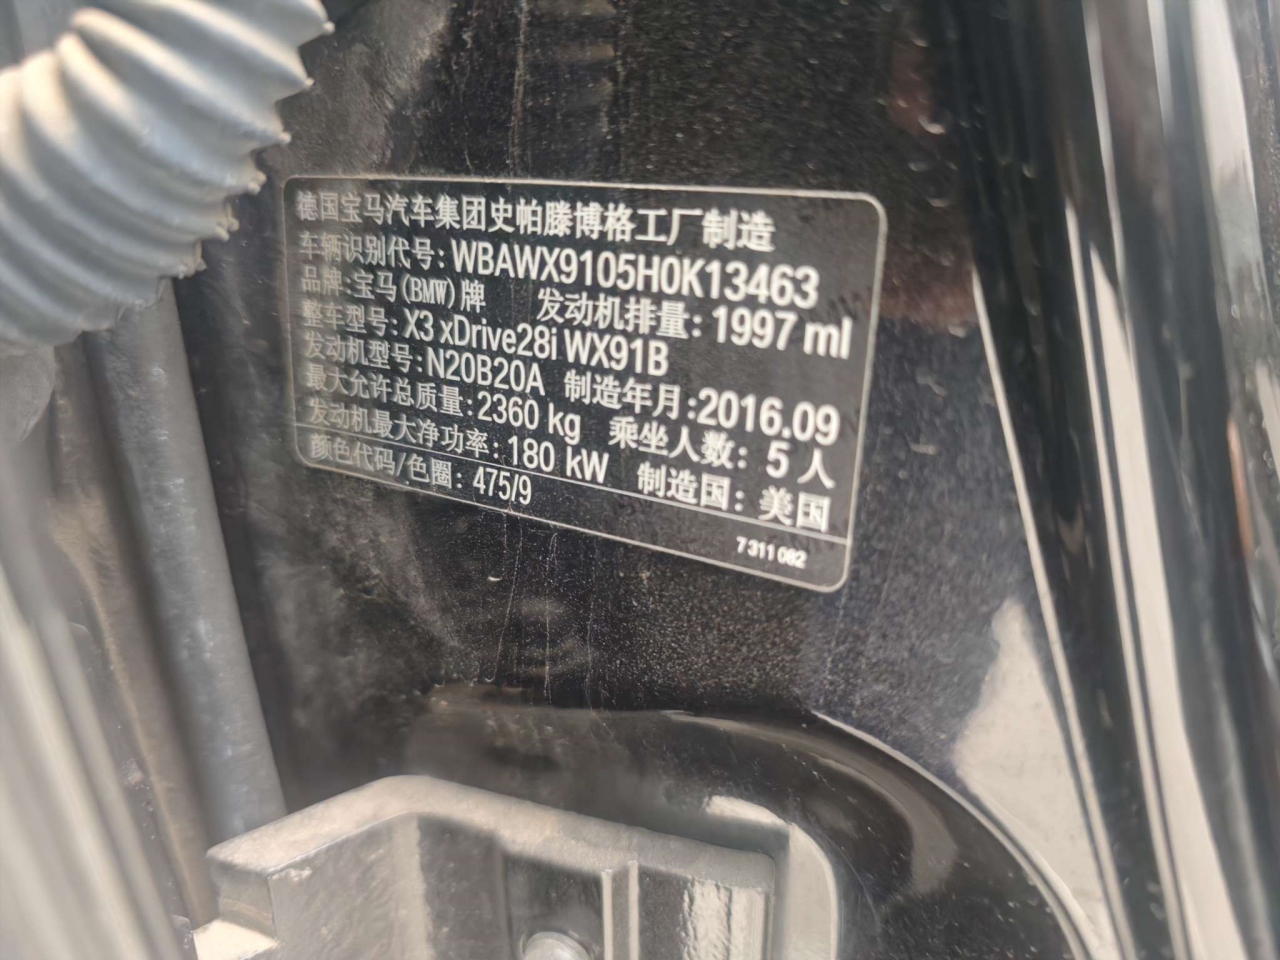 德国宝马汽车集团史帕滕博格工厂制造
车辆识别代号: WBAWX9105H0K13463
品牌: 宝马(BMW)牌 发动机排量: 1997 ml
整车型号: X3 xDrive28i WX91B
发动机型号: N20B20A 制造年月: 2016.09
最大允许总质量: 2360 kg 乘坐人数: 5 人
发动机最大净功率: 180 kW 制造国: 美国
颜色代码/色圈: 475/9
7311082